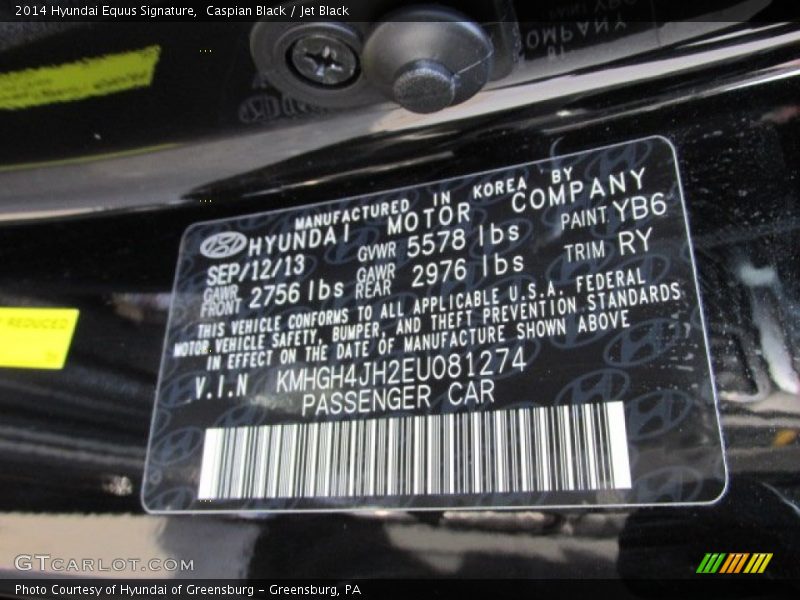 2014 Hyundai Equus Signature,  Caspian Black / Jet Black
COMPANY
MANUFACTURED IN KOREA BY
HYUNDAI MOTOR COMPANY
SEP/12/13 GVWR 5578 lbs PAINT YB6
GAWR FRONT 2756 lbs GAWR REAR 2976 lbs TRIM RY
THIS VEHICLE CONFORMS TO ALL APPLICABLE U.S.A. FEDERAL
MOTOR VEHICLE SAFETY, BUMPER, AND THEFT PREVENTION STANDARDS
IN EFFECT ON THE DATE OF MANUFACTURE SHOWN ABOVE
V.I.N KMHGH4JH2EU081274
PASSENGER CAR
REDUCED
GTCARLOT.COM
Photo Courtesy of Hyundai of Greensburg – Greensburg, PA